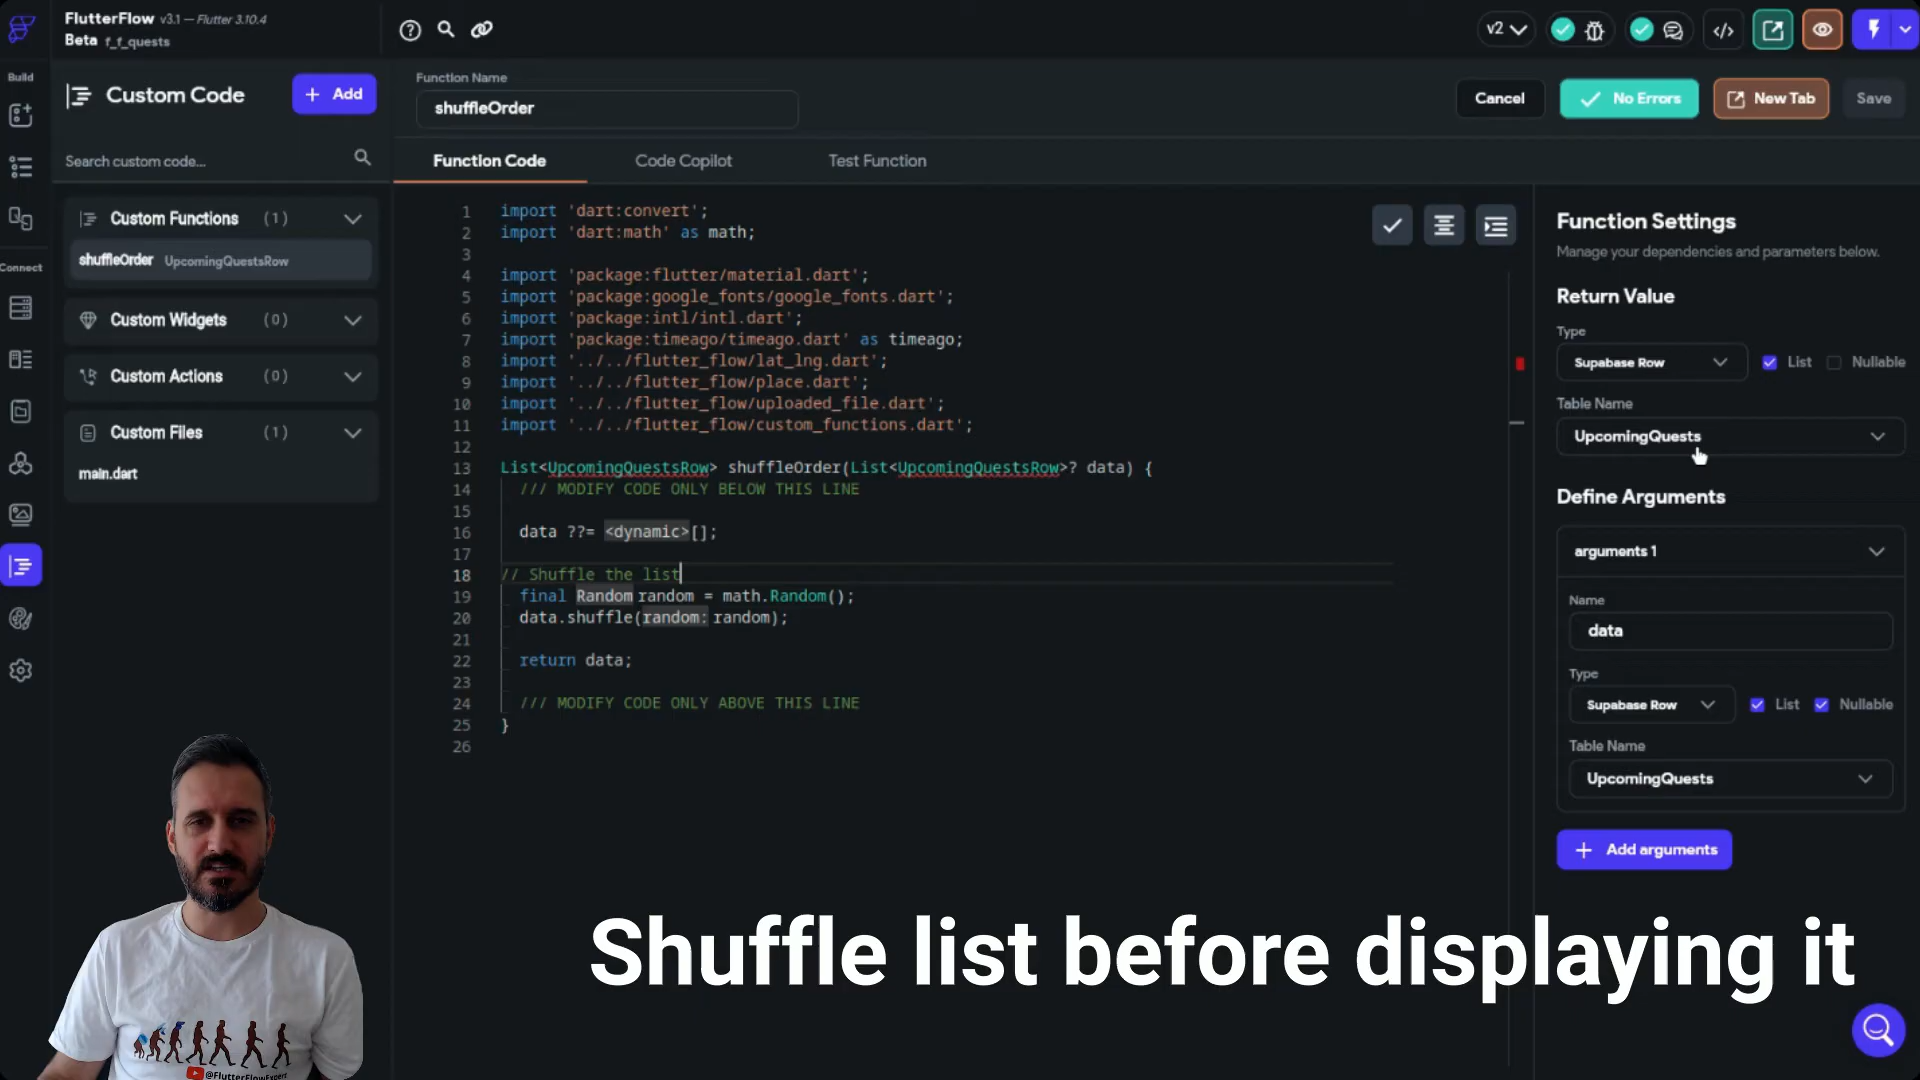 FlutterFlow v3.1 — Flutter 3.10.4
Beta f_f_quests
v2
Build
Connect
Custom Code
+ Add
Search custom code...
Custom Functions (1)
shuffleOrder UpcomingQuestsRow
Custom Widgets (0)
Custom Actions (0)
Custom Files (1)
main.dart
Function Name
shuffleOrder
Cancel
No Errors
New Tab
Save
Function Code
Code Copilot
Test Function
1 import 'dart:convert';
2 import 'dart:math' as math;
3
4 import 'package:flutter/material.dart';
5 import 'package:google_fonts/google_fonts.dart';
6 import 'package:intl/intl.dart';
7 import 'package:timeago/timeago.dart' as timeago;
8 import '../../flutter_flow/lat_lng.dart';
9 import '../../flutter_flow/place.dart';
10 import '../../flutter_flow/uploaded_file.dart';
11 import '../../flutter_flow/custom_functions.dart';
12
13 List<UpcomingQuestsRow> shuffleOrder(List<UpcomingQuestsRow>? data) {
14 /// MODIFY CODE ONLY BELOW THIS LINE
15
16 data ??= <dynamic>[];
17
18 // Shuffle the list
19 final Random random = math.Random();
20 data.shuffle(random: random);
21
22 return data;
23
24 /// MODIFY CODE ONLY ABOVE THIS LINE
25 }
26
Function Settings
Manage your dependencies and parameters below.
Return Value
Type
Supabase Row List Nullable
Table Name
UpcomingQuests
Define Arguments
arguments 1
Name
data
Type
Supabase Row List Nullable
Table Name
UpcomingQuests
+ Add arguments
Shuffle list before displaying it
@FlutterFlowExpert